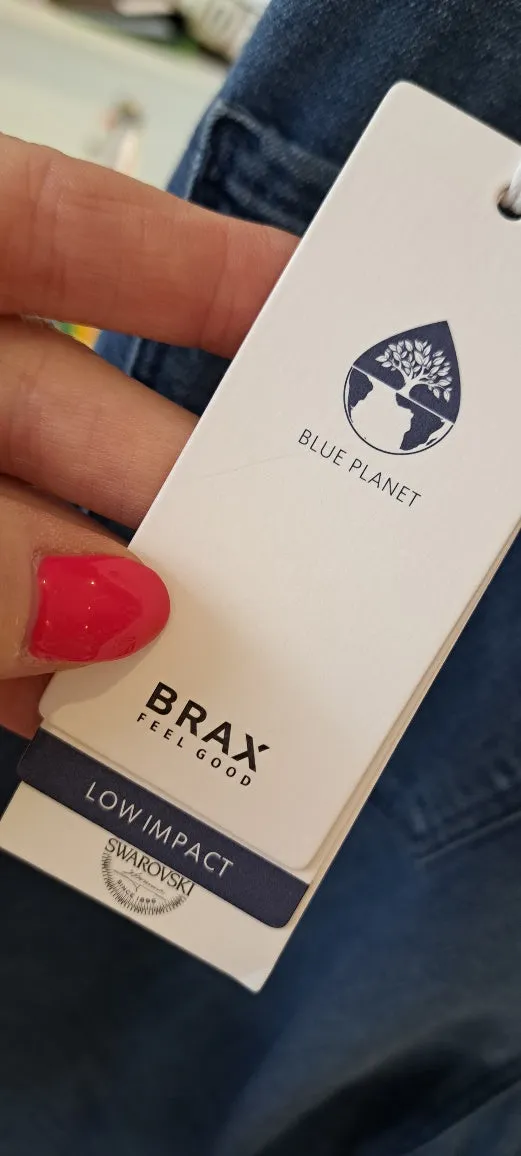 BLUE PLANET
BRAX
FEEL GOOD
LOW IMPACT
SWAROVSKI
SINCE 1895